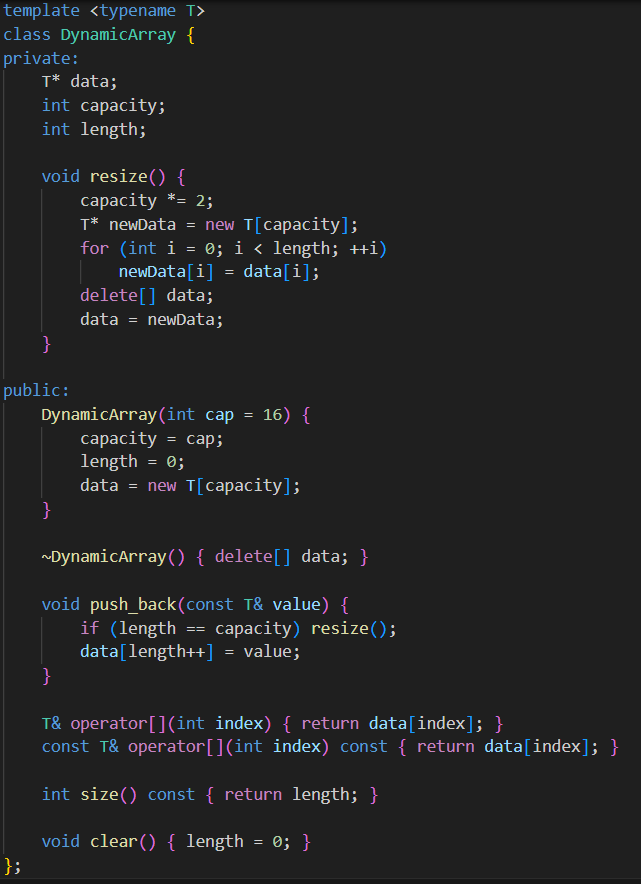 template <typename T>
class DynamicArray {
private:
    T* data;
    int capacity;
    int length;

    void resize() {
        capacity *= 2;
        T* newData = new T[capacity];
        for (int i = 0; i < length; ++i)
            newData[i] = data[i];
        delete[] data;
        data = newData;
    }

public:
    DynamicArray(int cap = 16) {
        capacity = cap;
        length = 0;
        data = new T[capacity];
    }

    ~DynamicArray() { delete[] data; }

    void push_back(const T& value) {
        if (length == capacity) resize();
        data[length++] = value;
    }

    T& operator[](int index) { return data[index]; }
    const T& operator[](int index) const { return data[index]; }

    int size() const { return length; }

    void clear() { length = 0; }
};